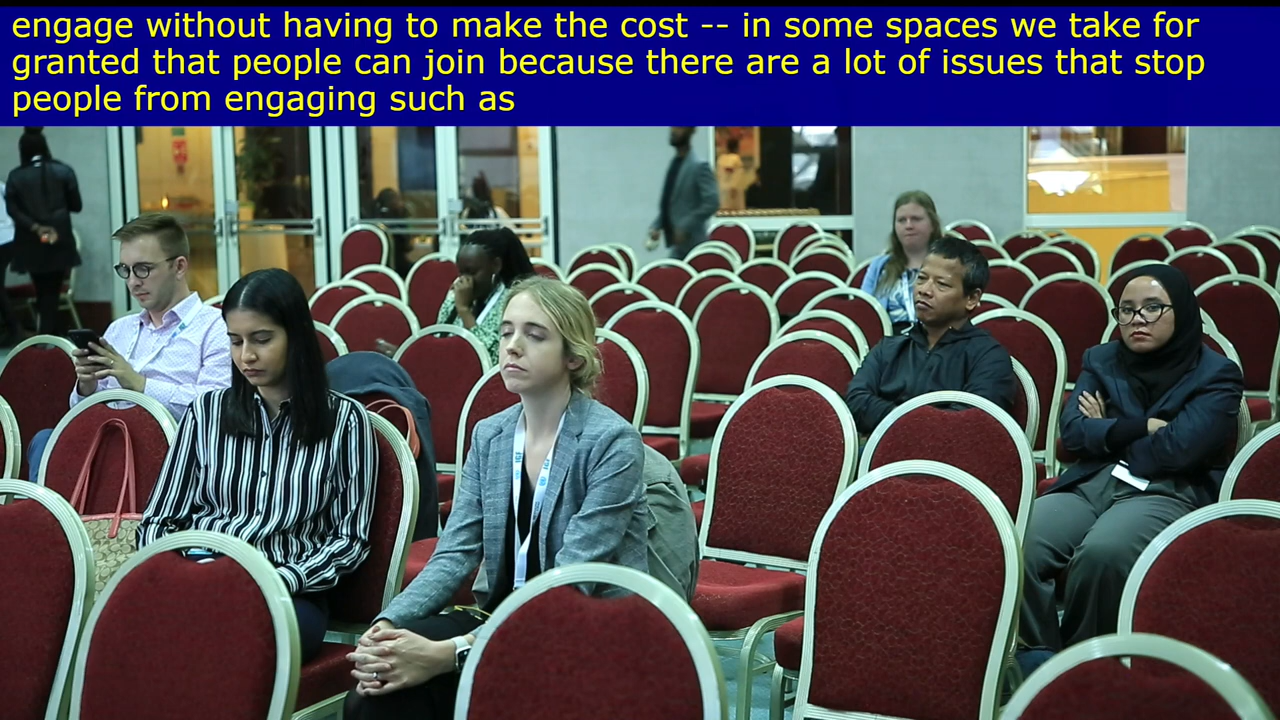 engage without having to make the cost -- in some spaces we take for
granted that people can join because there are a lot of issues that stop
people from engaging such as